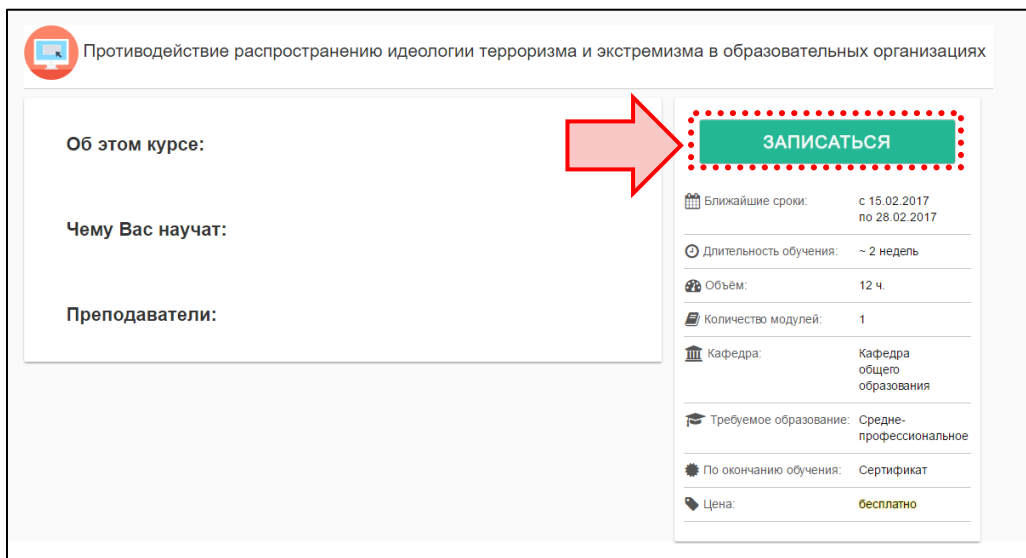 Противодействие распространению идеологии терроризма и экстремизма в образовательных организациях
Об этом курсе:
Чему Вас научат:
Преподаватели:
ЗАПИСАТЬСЯ
Ближайшие сроки: с 15.02.2017
по 28.02.2017
Длительность обучения: ~ 2 недель
Объём: 12 ч.
Количество модулей: 1
Кафедра: Кафедра
общего
образования
Требуемое образование: Средне-
профессиональное
По окончанию обучения: Сертификат
Цена: бесплатно